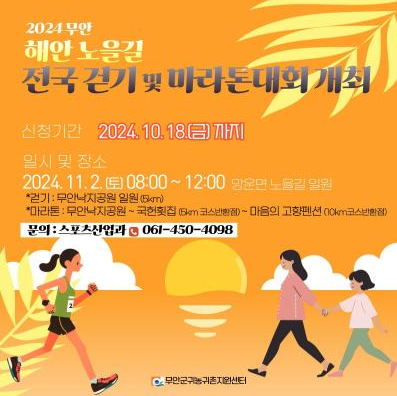 2024 무안
해안 노을길
전국 걷기 및 마라톤대회 개최
신청기간 2024. 10. 18.(금) 까지
일시 및 장소
2024. 11. 2. (토) 08:00 ~ 12:00 망운면 노을길 일원
*걷기 : 무안낙지공원 일원 (5km)
*마라톤 : 무안낙지공원 ~ 국헌횟집 (5km 코스반환점) ~ 마음의 고향펜션 (10km코스반환점)
문의 : 스포츠산업과 061-450-4098
2
무안군귀농귀촌지원센터